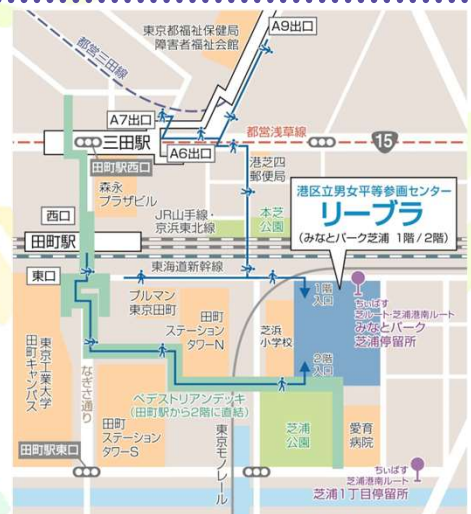 東京都福祉保健局
障害者福祉会館
A9出口
都営三田線
A7出口
三田駅
A6出口
都営浅草線
15
田町駅西口
港芝四
郵便局
森永
プラザビル
港区立男女平等参画センター
リーブラ
(みなとパーク芝浦 1階/2階)
西口
JR山手線・
京浜東北線
本芝
公園
田町駅
東口
東海道新幹線
1階
入口
ちぃばす
芝ルート・芝浦港南ルート
みなとパーク
芝浦停留所
プルマン
東京田町
田町
ステーション
タワーN
芝浜
小学校
2階
入口
東京工業大学
田町キャンパス
なぎさ通り
ペデストリアンデッキ
(田町駅から2階に直結)
田町
ステーション
タワーS
東京モノレール
芝浦
公園
愛育
病院
田町駅東口
ちぃばす
芝浦港南ルート
芝浦1丁目停留所